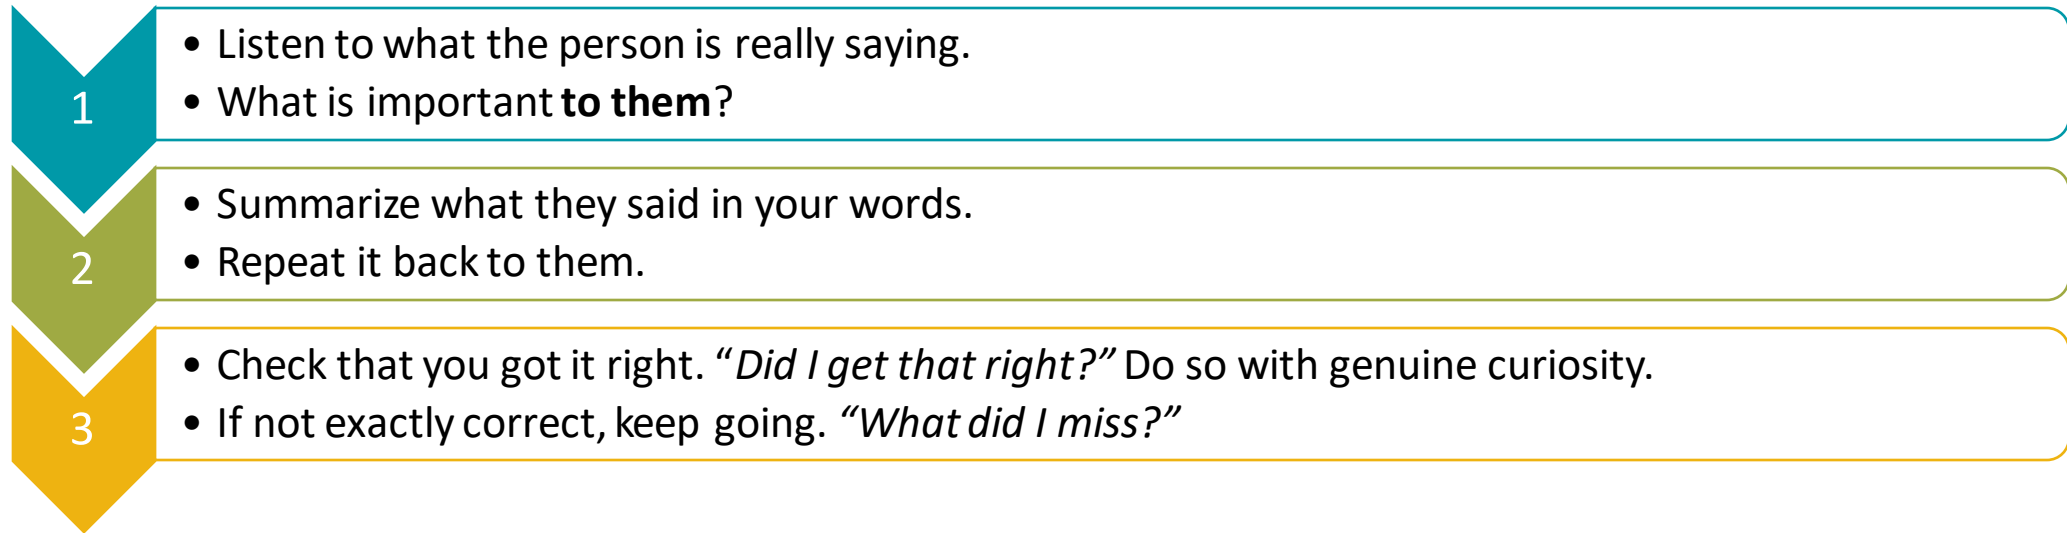 1
• Listen to what the person is really saying.
• What is important to them?
2
• Summarize what they said in your words.
• Repeat it back to them.
3
• Check that you got it right. “Did I get that right?” Do so with genuine curiosity.
• If not exactly correct, keep going. “What did I miss?”